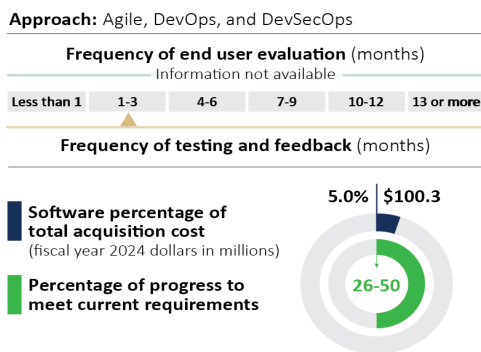 Approach: Agile, DevOps, and DevSecOps
Frequency of end user evaluation (months)
Information not available
Less than 1 1-3 4-6 7-9 10-12 13 or more
Frequency of testing and feedback (months)
5.0% $100.3
Software percentage of
total acquisition cost
(fiscal year 2024 dollars in millions)
26-50
Percentage of progress to
meet current requirements